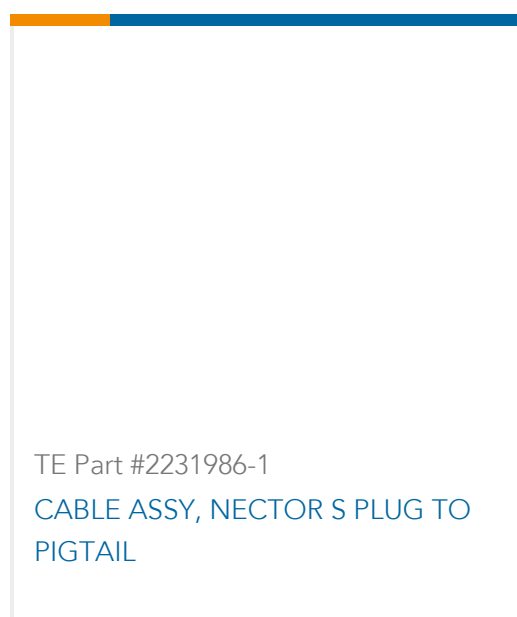 TE Part #2231986-1
CABLE ASSY, NECTOR S PLUG TO
PIGTAIL